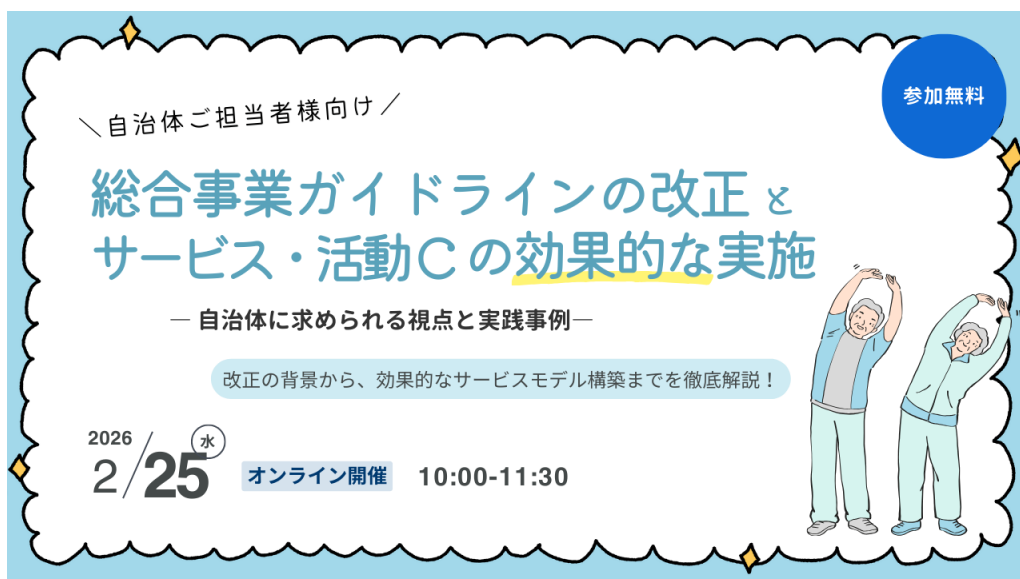 ＼自治体ご担当者様向け／
参加無料
総合事業ガイドラインの改正と
サービス・活動Cの効果的な実施
― 自治体に求められる視点と実践事例―
改正の背景から、効果的なサービスモデル構築までを徹底解説！
2026
2/25 水
オンライン開催 10:00-11:30